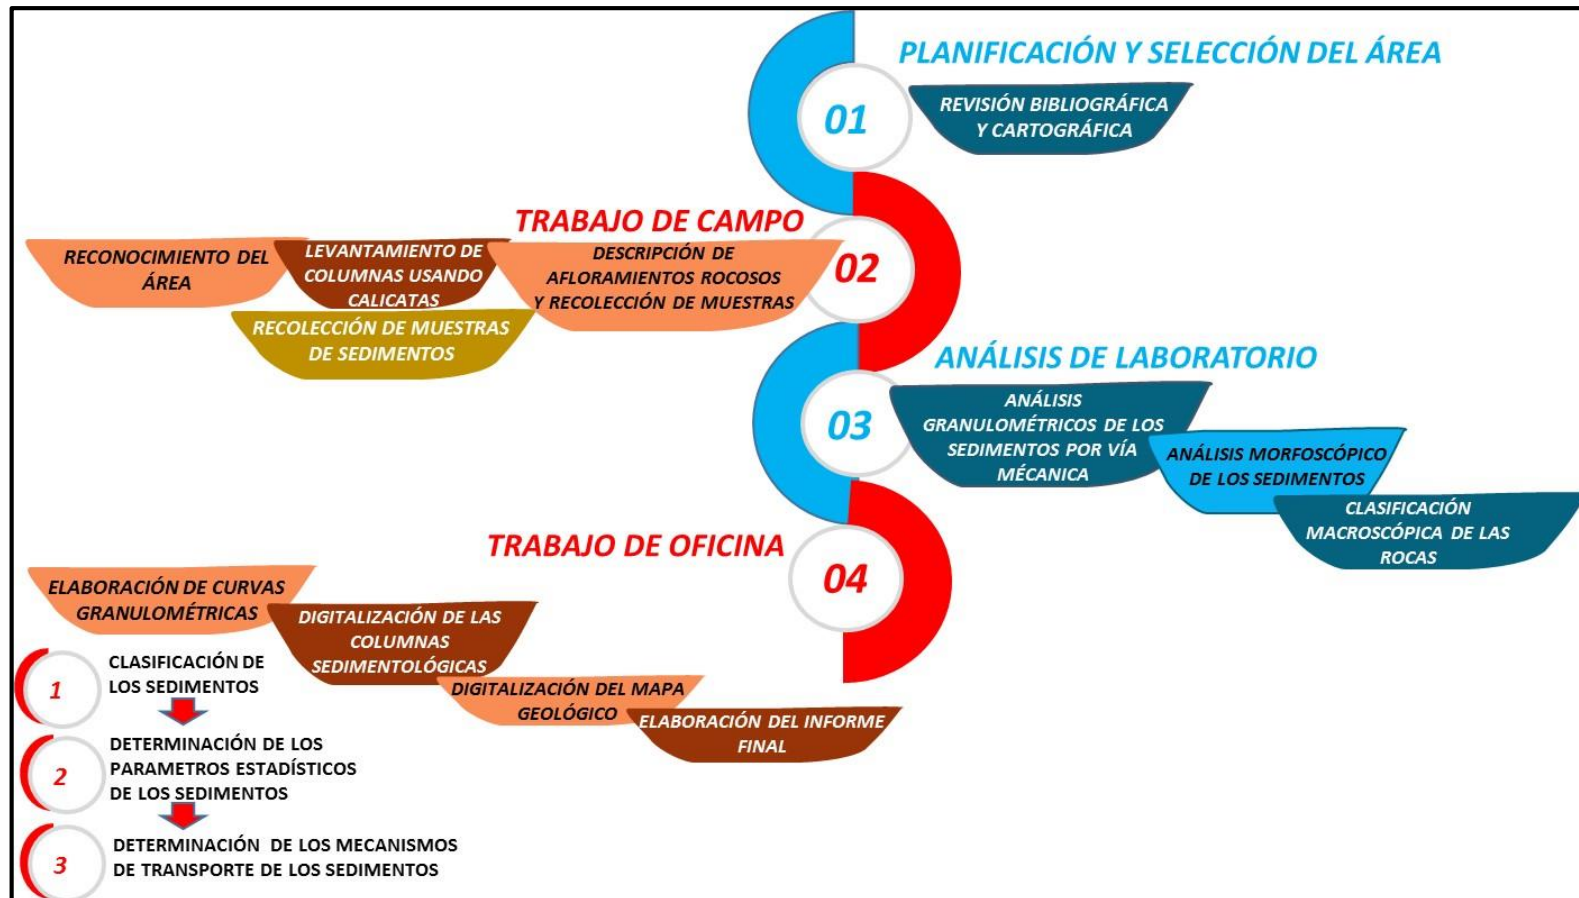 PLANIFICACIÓN Y SELECCIÓN DEL ÁREA
01
REVISIÓN BIBLIOGRÁFICA
Y CARTOGRÁFICA
TRABAJO DE CAMPO
02
RECONOCIMIENTO DEL
ÁREA
LEVANTAMIENTO DE
COLUMNAS USANDO
CALICATAS
RECOLECCIÓN DE MUESTRAS
DE SEDIMENTOS
DESCRIPCIÓN DE
AFLORAMIENTOS ROCOSOS
Y RECOLECCIÓN DE MUESTRAS
ANÁLISIS DE LABORATORIO
03
ANÁLISIS
GRANULOMÉTRICOS DE LOS
SEDIMENTOS POR VÍA
MÉCANICA
ANÁLISIS MORFOSCÓPICO
DE LOS SEDIMENTOS
CLASIFICACIÓN
MACROSCÓPICA DE LAS
ROCAS
TRABAJO DE OFICINA
04
ELABORACIÓN DE CURVAS
GRANULOMÉTRICAS
DIGITALIZACIÓN DE LAS
COLUMNAS
SEDIMENTOLÓGICAS
DIGITALIZACIÓN DEL MAPA
GEOLÓGICO
ELABORACIÓN DEL INFORME
FINAL
1
CLASIFICACIÓN DE
LOS SEDIMENTOS
2
DETERMINACIÓN DE LOS
PARAMETROS ESTADÍSTICOS
DE LOS SEDIMENTOS
3
DETERMINACIÓN DE LOS MECANISMOS
DE TRANSPORTE DE LOS SEDIMENTOS